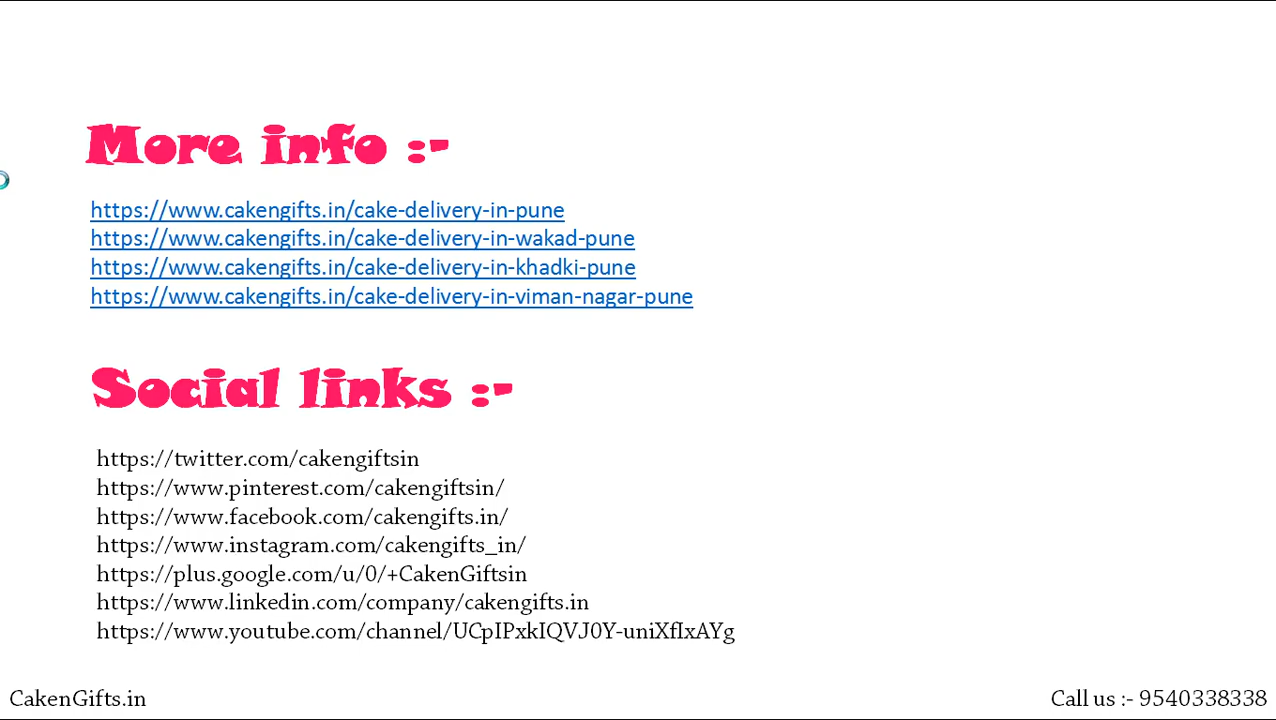 More info :-
https://www.cakengifts.in/cake-delivery-in-pune
https://www.cakengifts.in/cake-delivery-in-wakad-pune
https://www.cakengifts.in/cake-delivery-in-khadki-pune
https://www.cakengifts.in/cake-delivery-in-viman-nagar-pune
Social links :-
https://twitter.com/cakengiftsin
https://www.pinterest.com/cakengiftsin/
https://www.facebook.com/cakengifts.in/
https://www.instagram.com/cakengifts_in/
https://plus.google.com/u/0/+CakenGiftsin
https://www.linkedin.com/company/cakengifts.in
https://www.youtube.com/channel/UCpIPxkIQVJ0Y-uniXfIxAYg
CakenGifts.in
Call us :- 9540338338